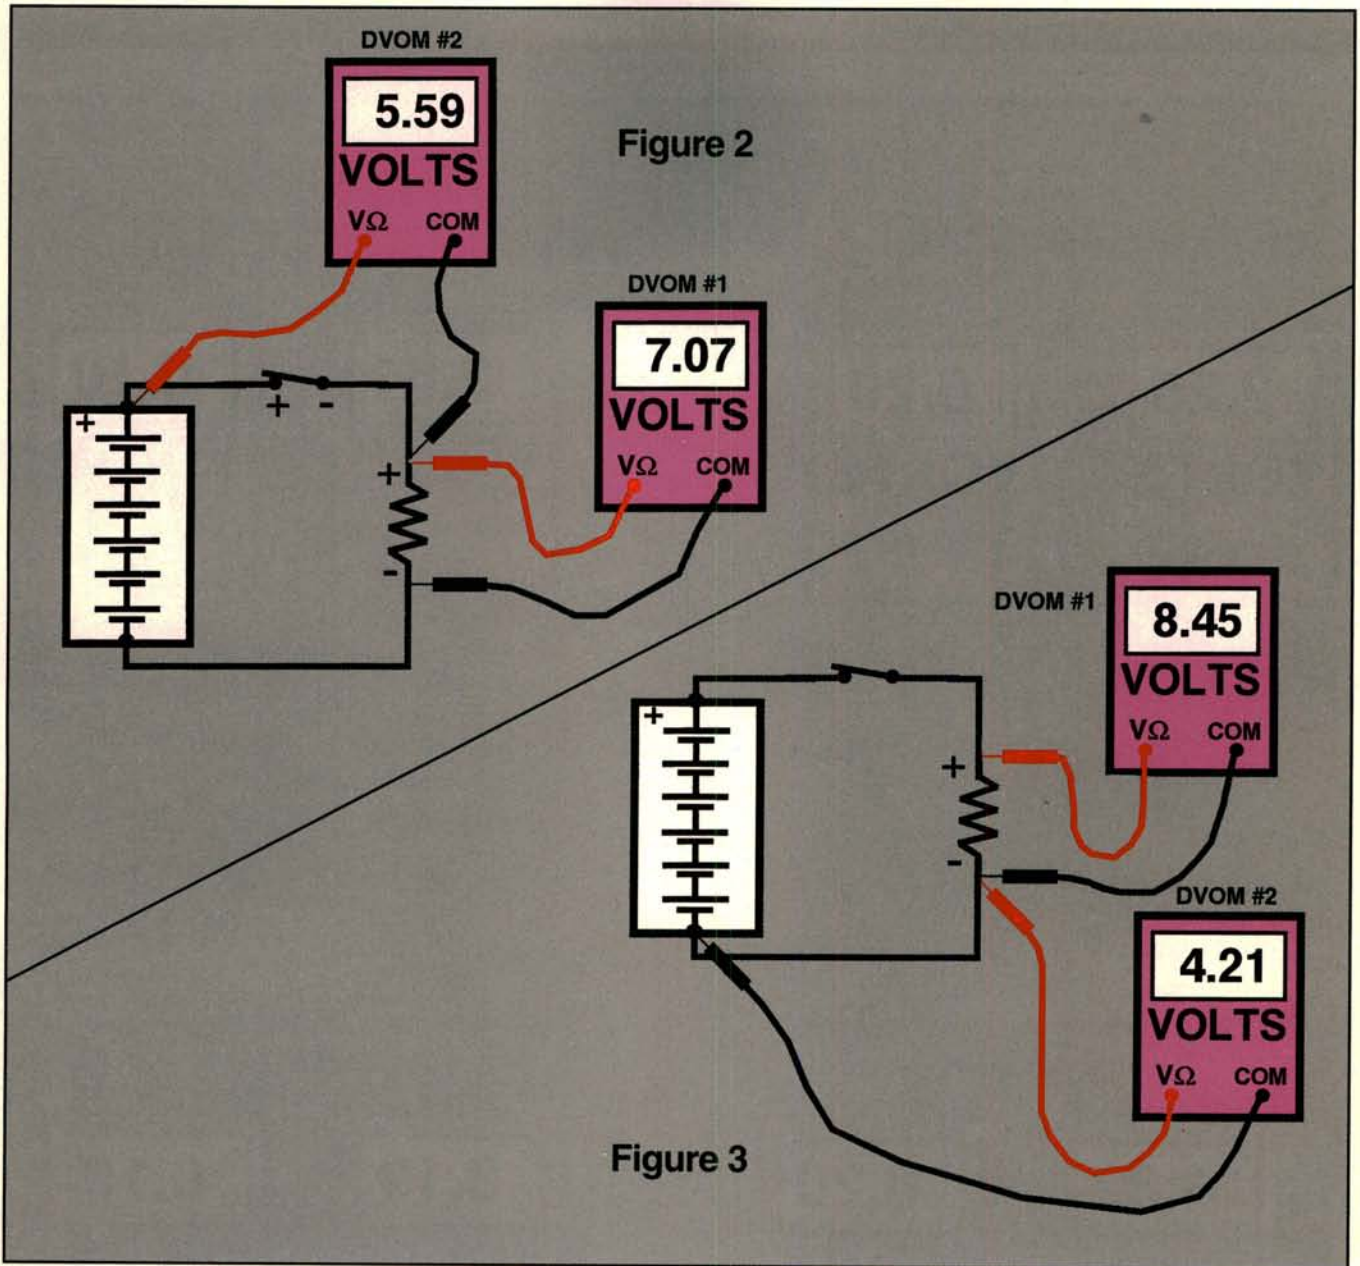 DVOM #2
5.59
VOLTS
VΩ COM
Figure 2
DVOM #1
7.07
VOLTS
VΩ COM
+
+ -
+
-
DVOM #1
8.45
VOLTS
VΩ COM
+
+
-
DVOM #2
4.21
VOLTS
VΩ COM
Figure 3